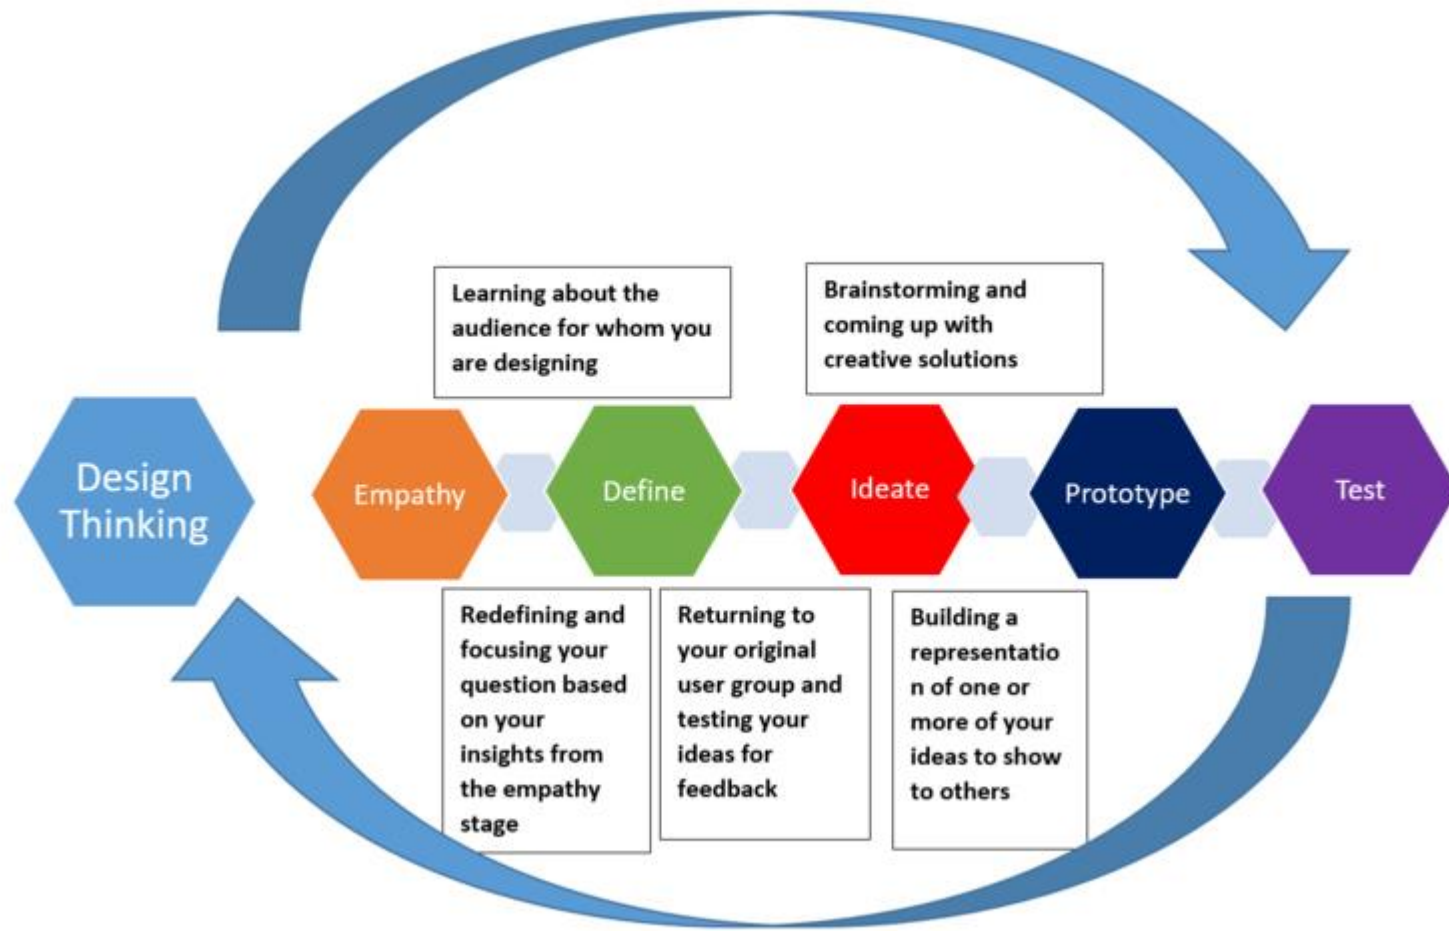 Learning about the
audience for whom you
are designing
Brainstorming and
coming up with
creative solutions
Design
Thinking
Empathy
Define
Ideate
Prototype
Test
Redefining and
focusing your
question based
on your
insights from
the empathy
stage
Returning to
your original
user group and
testing your
ideas for
feedback
Building a
representatio
n of one or
more of your
ideas to show
to others